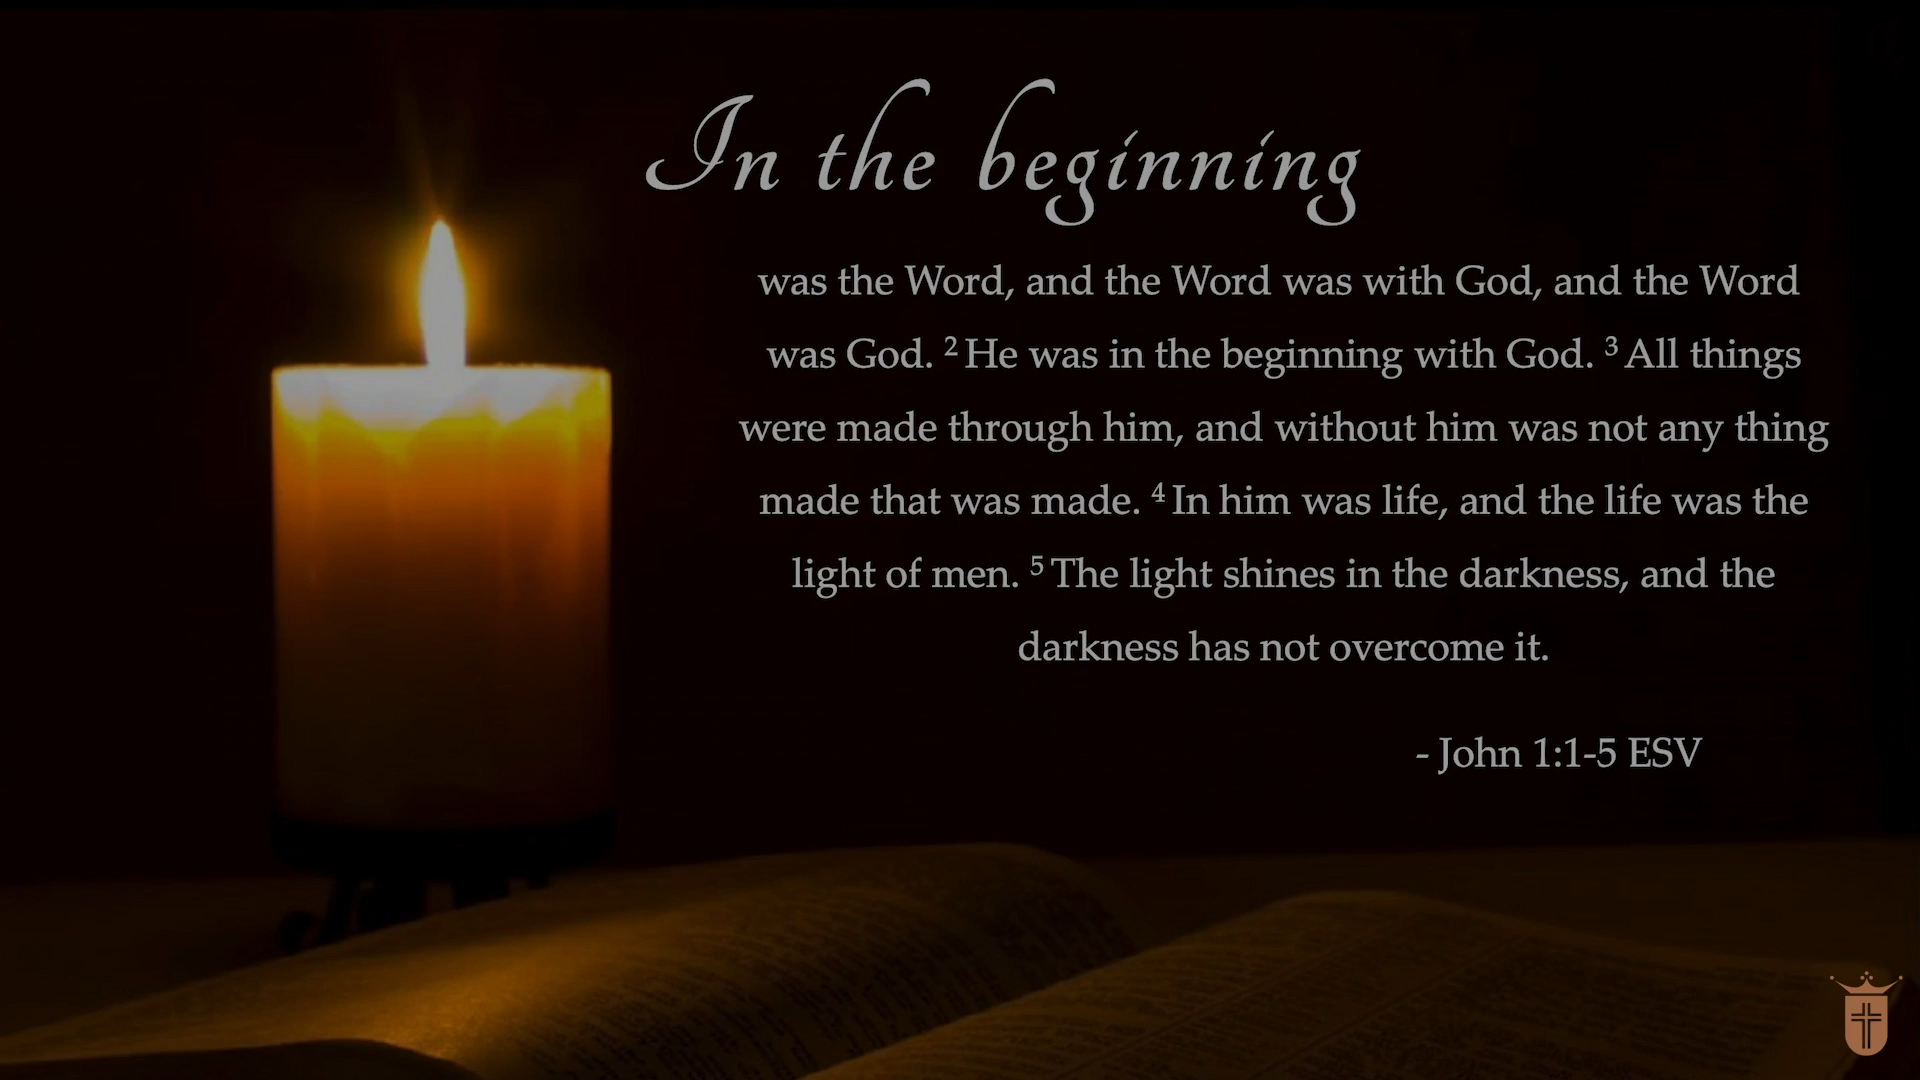 In the beginning
was the Word, and the Word was with God, and the Word
was God. ² He was in the beginning with God. ³ All things
were made through him, and without him was not any thing
made that was made. ⁴ In him was life, and the life was the
light of men. ⁵ The light shines in the darkness, and the
darkness has not overcome it.
- John 1:1-5 ESV